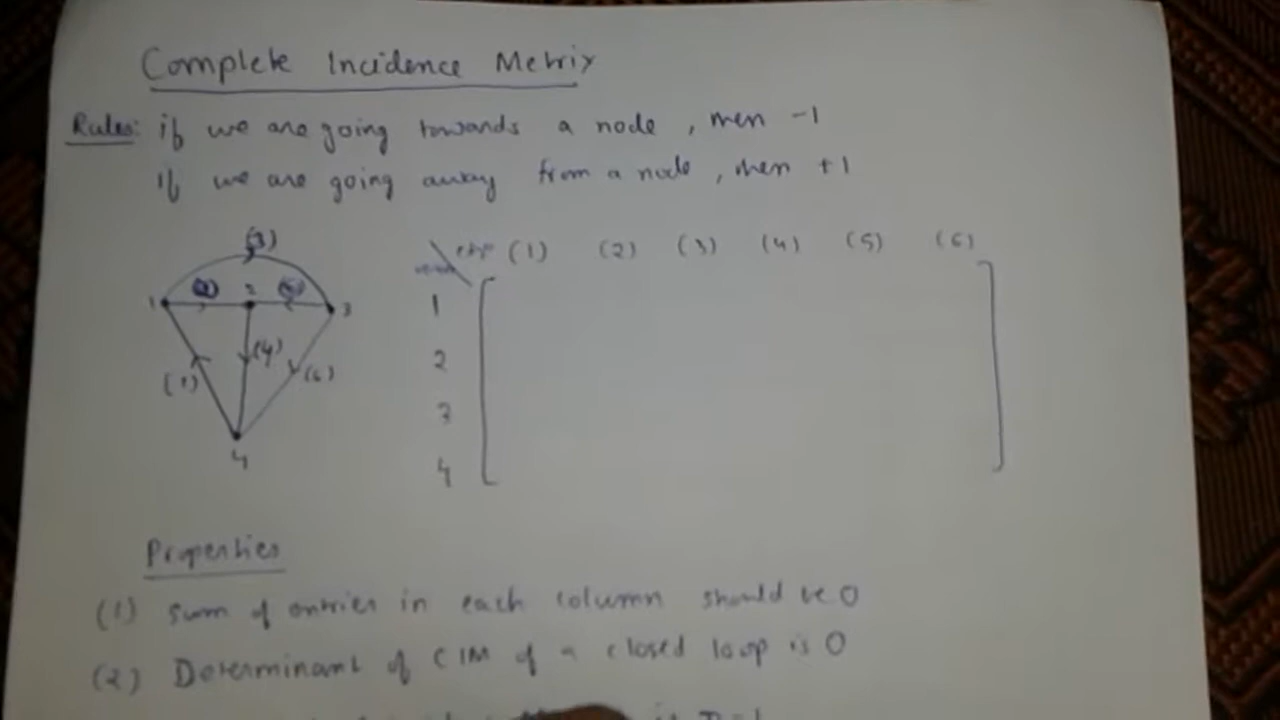 Complete Incidence Metrix
Rules: if we are going towards a node, then -1
If we are going away from a node, then +1
(3)
1 2 3
(4)
(1) (6)
4
(1) (2) (3) (4) (5) (6)
1
2
3
4
Properties
(1) Sum of entries in each column should be 0
(2) Determinant of CIM of a closed loop is 0
is n-1